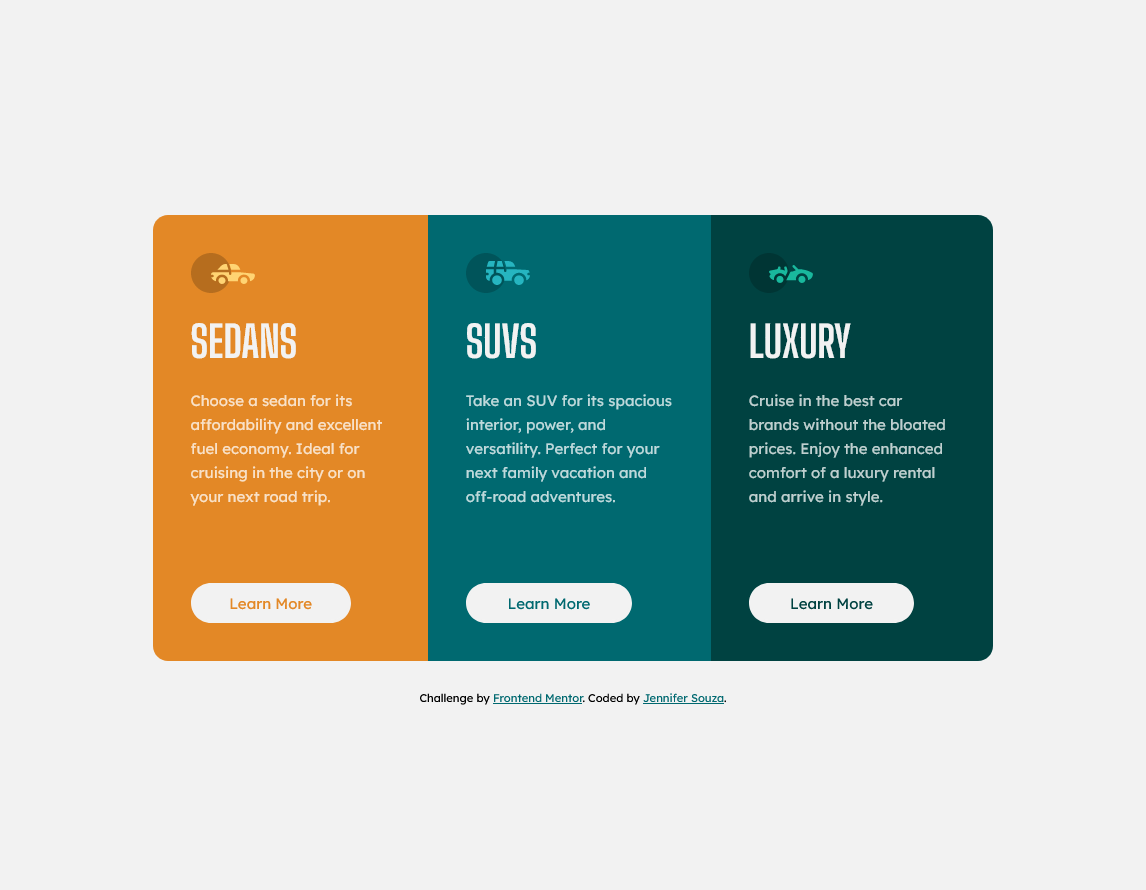 SEDANS
Choose a sedan for its
affordability and excellent
fuel economy. Ideal for
cruising in the city or on
your next road trip.
Learn More
SUVS
Take an SUV for its spacious
interior, power, and
versatility. Perfect for your
next family vacation and
off-road adventures.
Learn More
LUXURY
Cruise in the best car
brands without the bloated
prices. Enjoy the enhanced
comfort of a luxury rental
and arrive in style.
Learn More
Challenge by Frontend Mentor. Coded by Jennifer Souza.